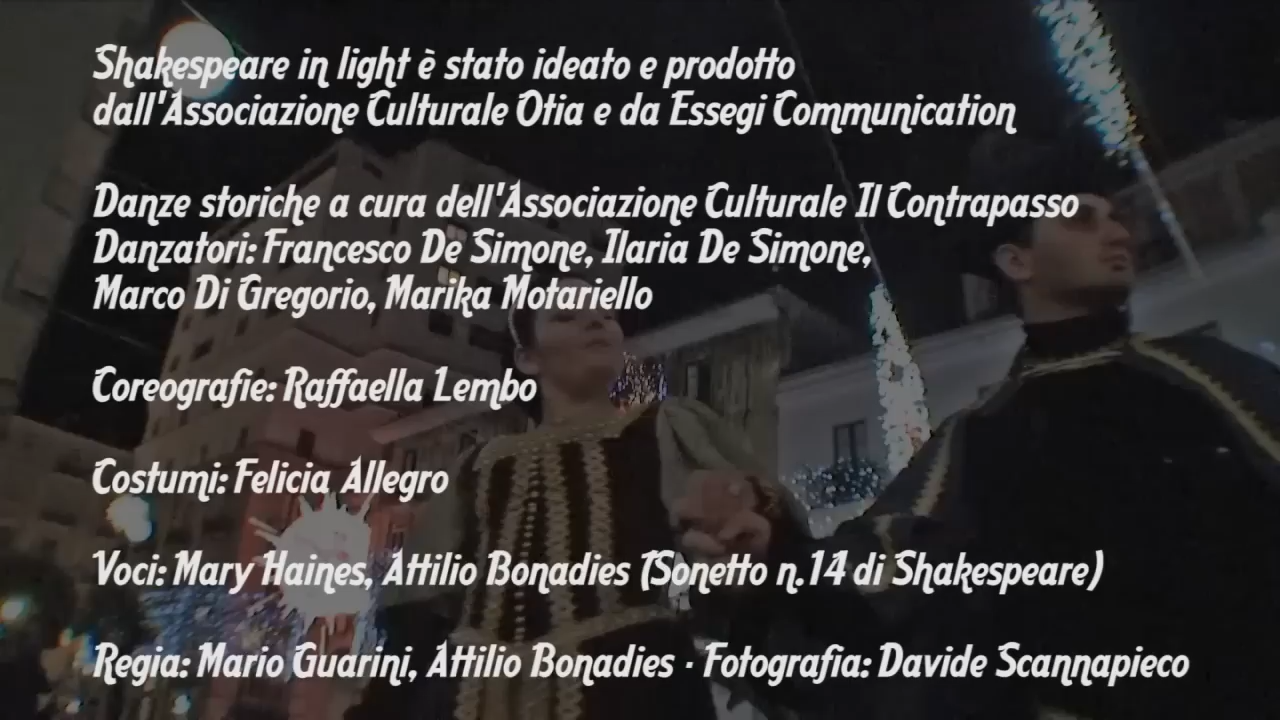 Shakespeare in light è stato ideato e prodotto
dall'Associazione Culturale Otia e da Essegi Communication
Danze storiche a cura dell'Associazione Culturale Il Contrapasso
Danzatori: Francesco De Simone, Ilaria De Simone,
Marco Di Gregorio, Marika Motariello
Coreografie: Raffaella Lembo
Costumi: Felicia Allegro
Voci: Mary Haines, Attilio Bonadies (Sonetto n.14 di Shakespeare)
Regia: Mario Guarini, Attilio Bonadies - Fotografia: Davide Scannapieco